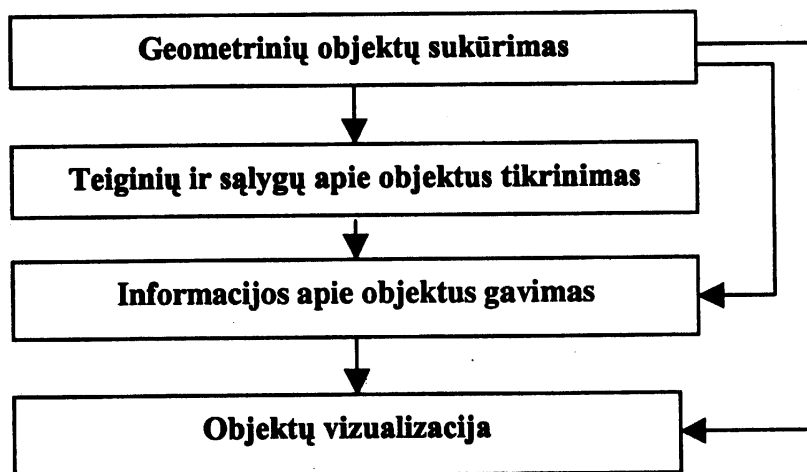 Geometrinių objektų sukūrimas
Teiginių ir sąlygų apie objektus tikrinimas
Informacijos apie objektus gavimas
Objektų vizualizacija